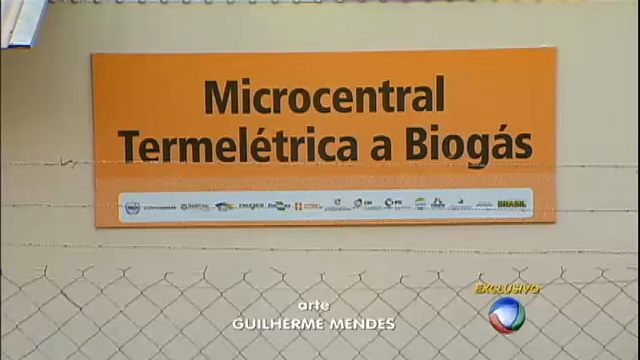 Microcentral
Termelétrica a Biogás
BRASIL
EXCLUSIVO
arte
GUILHERME MENDES